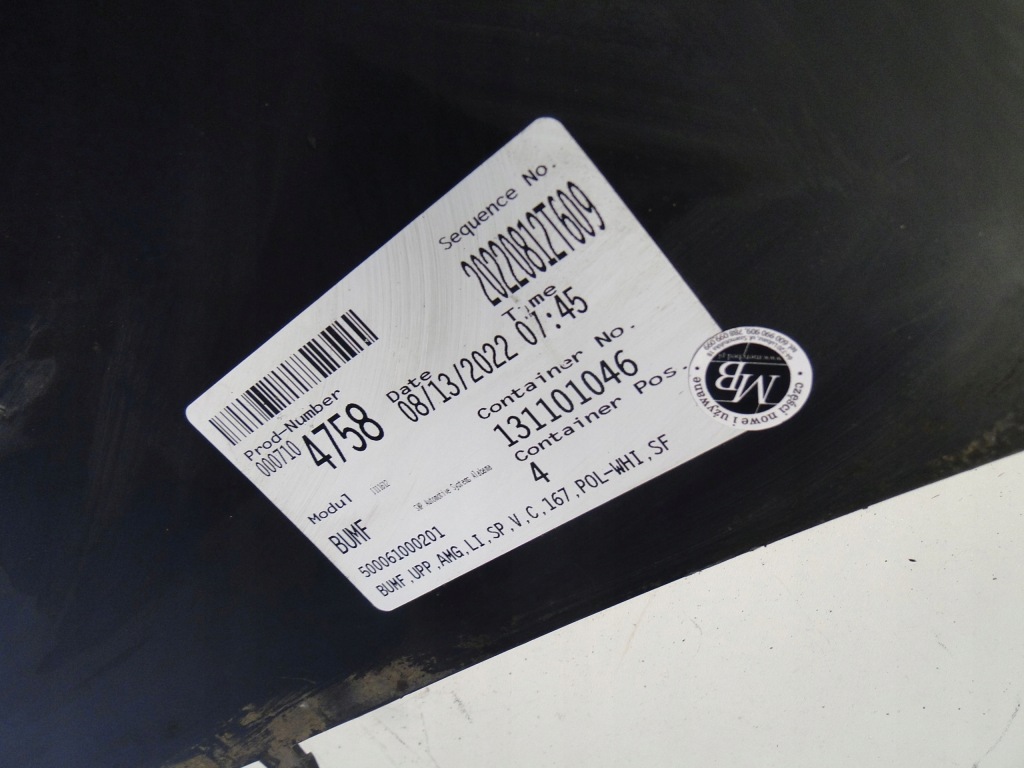 Sequence No.
20220812T609
Prod-Number
000710 4758
Date
08/13/2022
Time
07:45
Container No.
131101046
Container Pos.
4
Modul
BUMF
500061000201
BUMF,UPP,AMG,LI,SP,V,C,167,POL-WHI,SF
MB
części nowe i używane